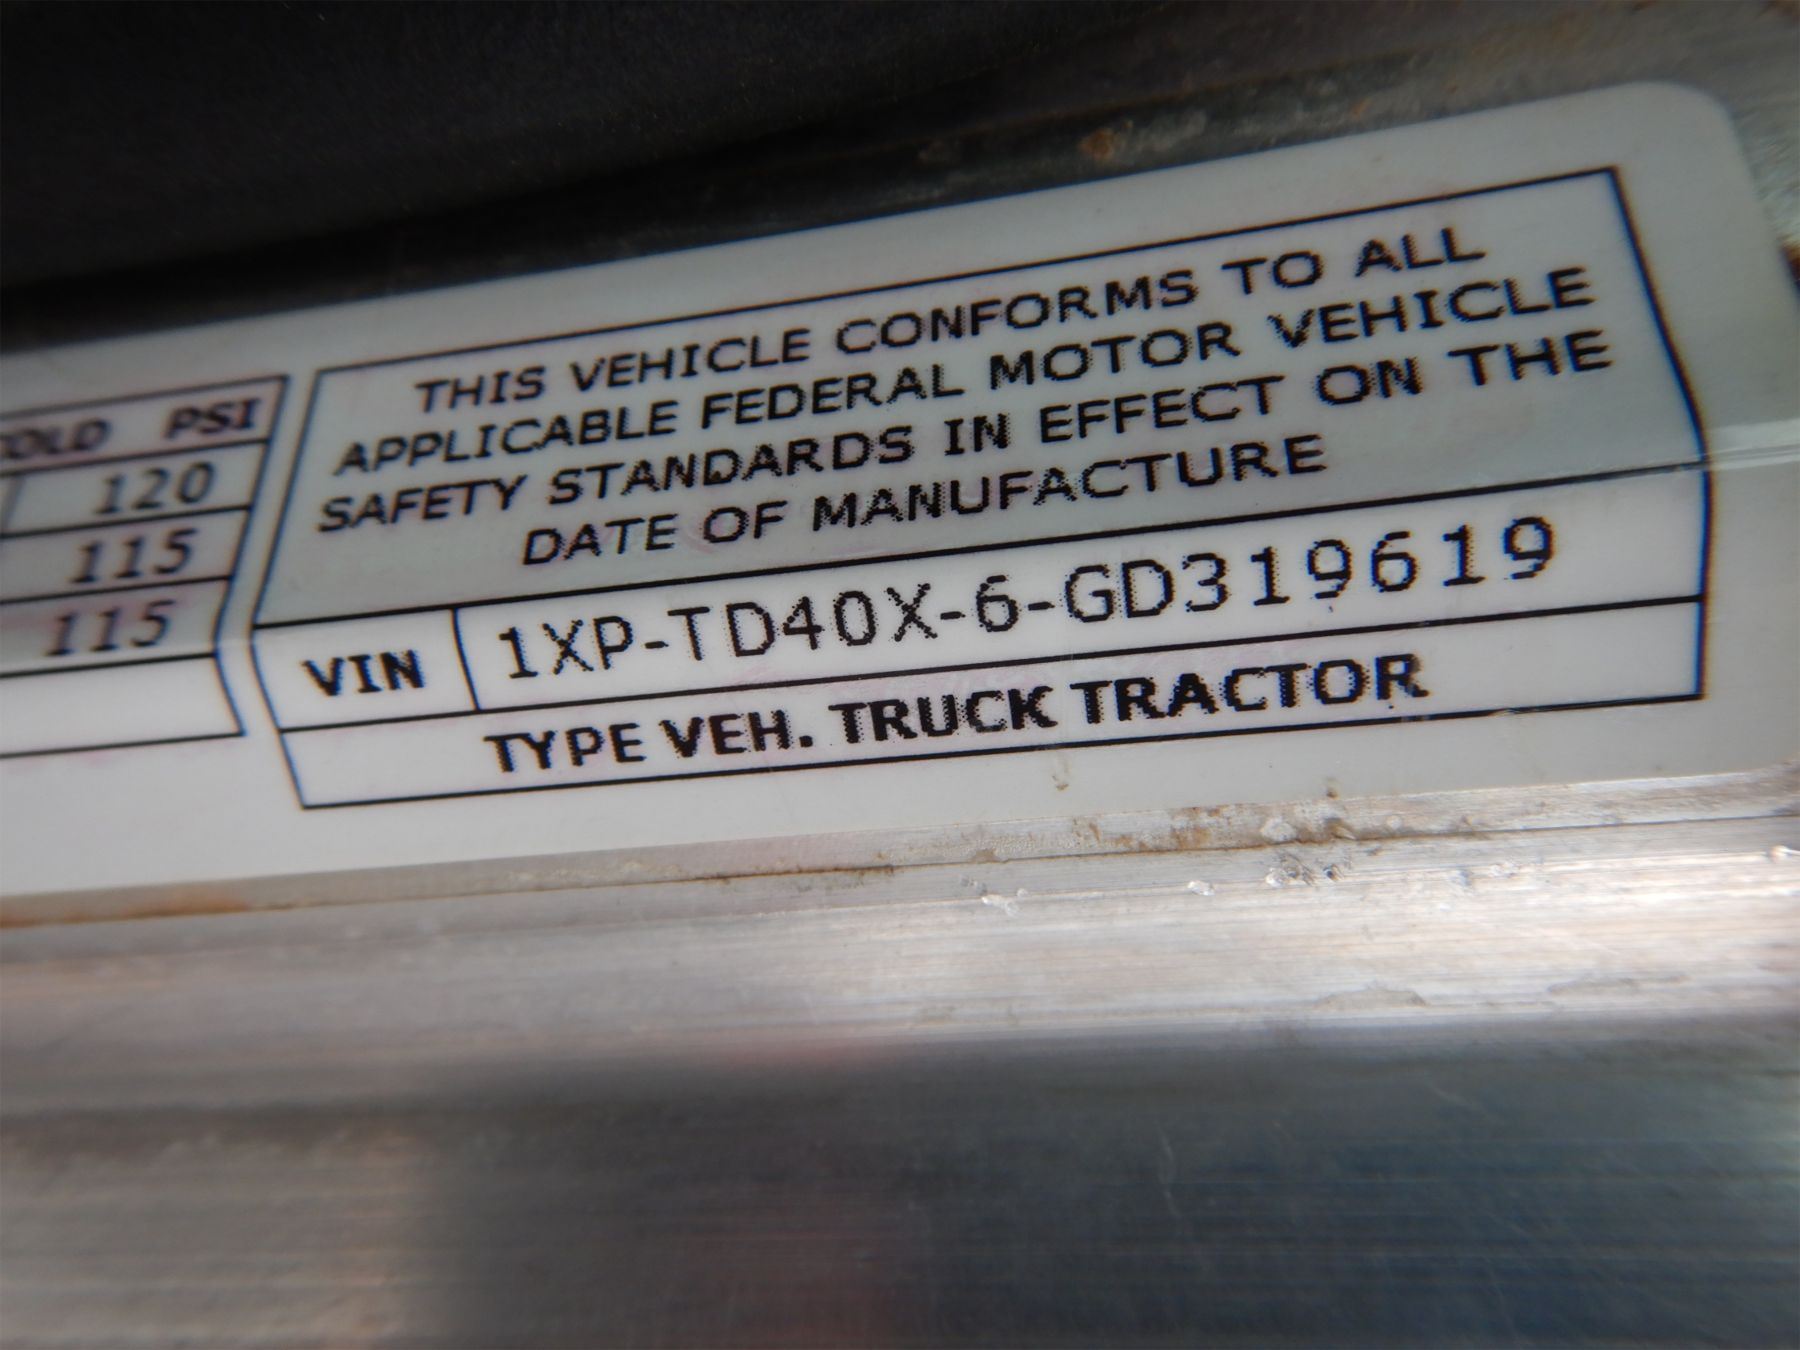 COLD PSI
120
115
115
THIS VEHICLE CONFORMS TO ALL
APPLICABLE FEDERAL MOTOR VEHICLE
SAFETY STANDARDS IN EFFECT ON THE
DATE OF MANUFACTURE
VIN 1XP-TD40X-6-GD319619
TYPE VEH. TRUCK TRACTOR